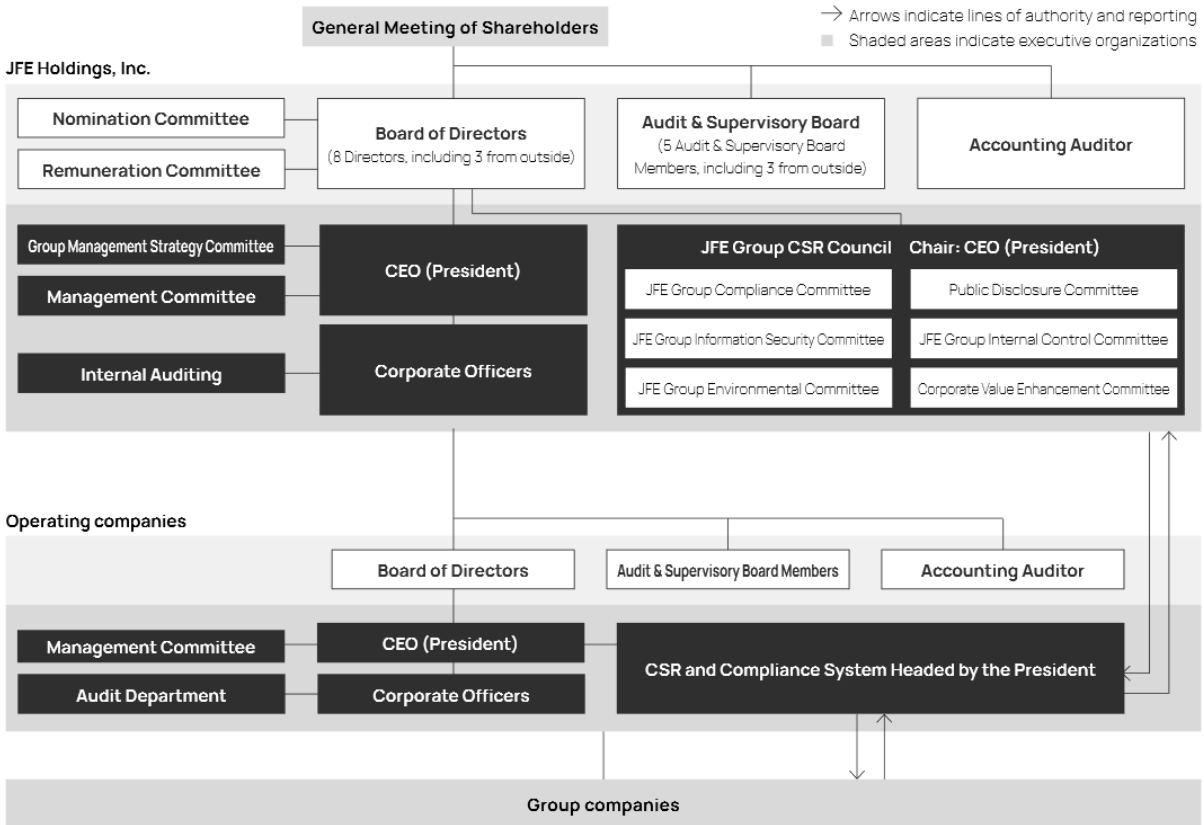 General Meeting of Shareholders
Arrows indicate lines of authority and reporting
Shaded areas indicate executive organizations
JFE Holdings, Inc.
Nomination Committee
Remuneration Committee
Board of Directors
(8 Directors, including 3 from outside)
Audit & Supervisory Board
(5 Audit & Supervisory Board
Members, including 3 from outside)
Accounting Auditor
Group Management Strategy Committee
Management Committee
Internal Auditing
CEO (President)
Corporate Officers
JFE Group CSR Council Chair: CEO (President)
JFE Group Compliance Committee
Public Disclosure Committee
JFE Group Information Security Committee
JFE Group Internal Control Committee
JFE Group Environmental Committee
Corporate Value Enhancement Committee
Operating companies
Board of Directors
Audit & Supervisory Board Members
Accounting Auditor
Management Committee
CEO (President)
Audit Department
Corporate Officers
CSR and Compliance System Headed by the President
Group companies